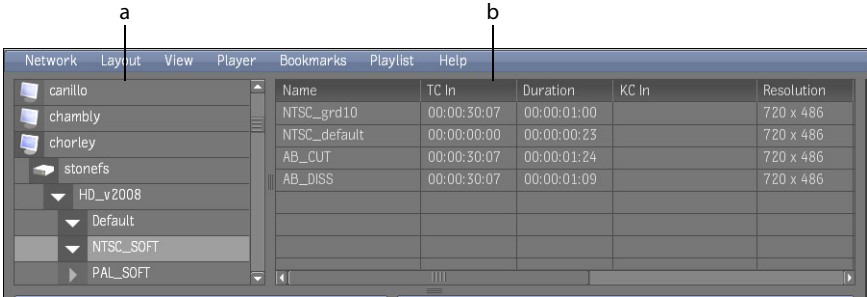 a b
Network Layout View Player Bookmarks Playlist Help
canillo
chambly
chorley
stonefs
HD_v2008
Default
NTSC_SOFT
PAL_SOFT
Name TC In Duration KC In Resolution
NTSC_grd10 00:00:30:07 00:00:01:00 720 x 486
NTSC_default 00:00:00:00 00:00:00:23 720 x 486
AB_CUT 00:00:30:07 00:00:01:24 720 x 486
AB_DISS 00:00:30:07 00:00:01:09 720 x 486